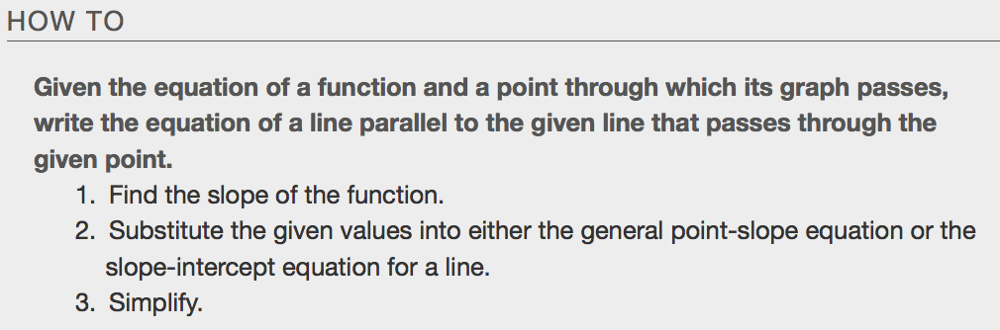 HOW TO
Given the equation of a function and a point through which its graph passes,
write the equation of a line parallel to the given line that passes through the
given point.
1. Find the slope of the function.
2. Substitute the given values into either the general point-slope equation or the
slope-intercept equation for a line.
3. Simplify.